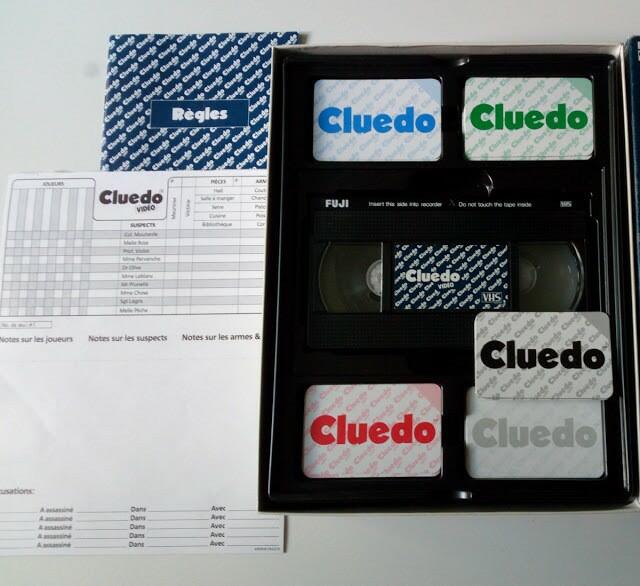 Règles
JOUEURS
Cluedo
VIDEO
SUSPECTS
Meurtrier
Victime
PIÈCES
Hall
Salle à manger
Serre
Cuisine
Bibliothèque
Col. Moutarde
Melle Rose
Prof. Violet
Mme Pervenche
Dr Olive
Mme Leblanc
Mr Prunelle
Mme Chose
Sgt Legris
Melle Pêche
Notes sur les joueurs Notes sur les suspects Notes sur les armes &
A assassiné Dans Avec
A assassiné Dans Avec
A assassiné Dans Avec
A assassiné Dans Avec
A assassiné Dans Avec
Cluedo
Cluedo
FUJI Insert this side into recorder Do not touch the tape inside VHS
Cluedo
VIDEO
VHS
Cluedo
Cluedo
Cluedo